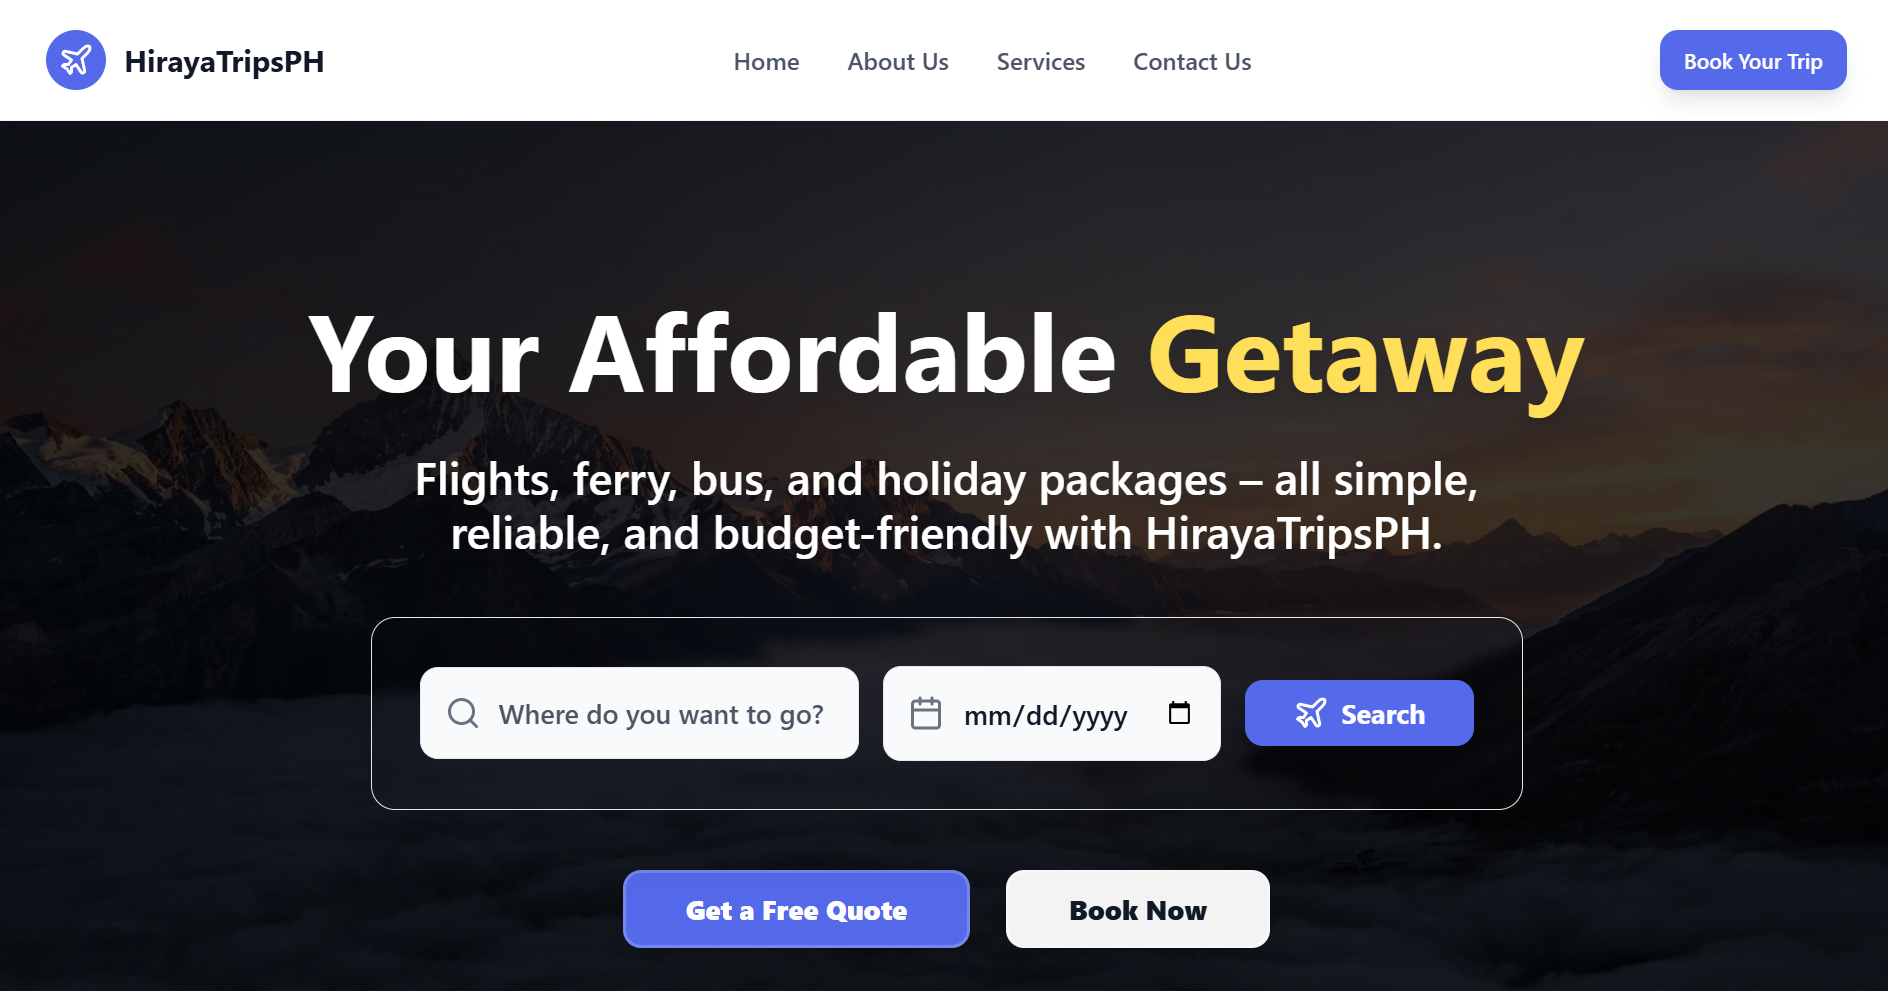 HirayaTripsPH
Home
About Us
Services
Contact Us
Book Your Trip
Your Affordable Getaway
Flights, ferry, bus, and holiday packages – all simple,
reliable, and budget-friendly with HirayaTripsPH.
Where do you want to go?
mm/dd/yyyy
Search
Get a Free Quote
Book Now